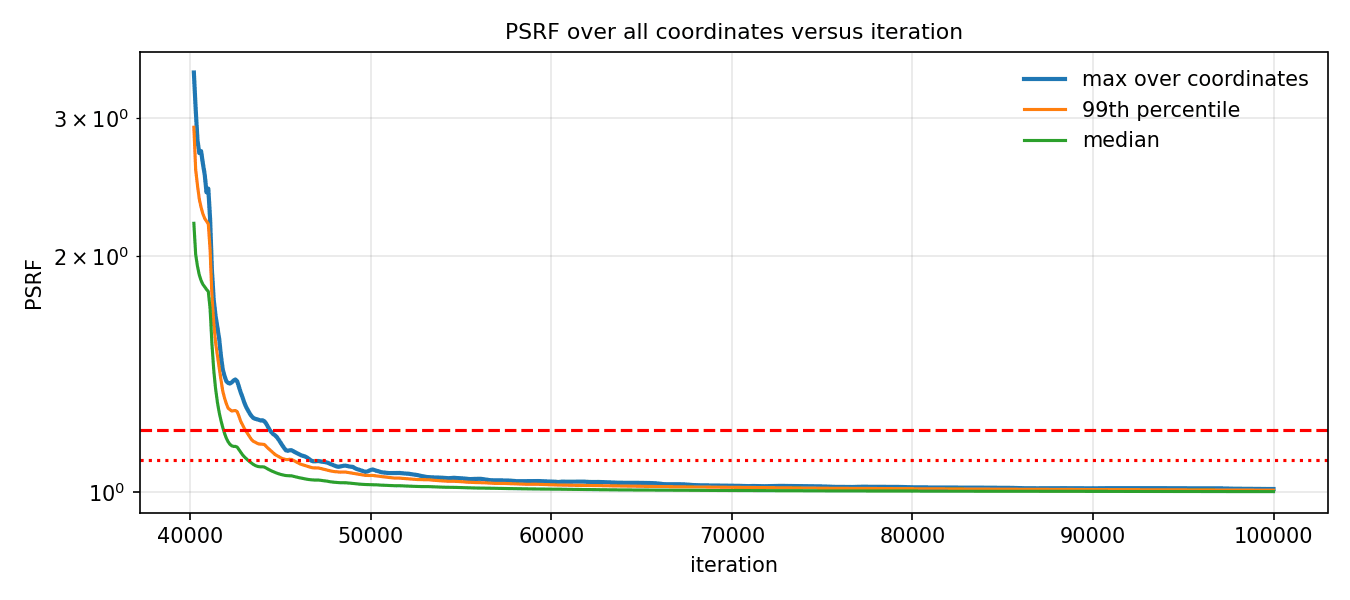 PSRF over all coordinates versus iteration
max over coordinates
99th percentile
median
3 × 10⁰
2 × 10⁰
10⁰
PSRF
40000 50000 60000 70000 80000 90000 100000
iteration